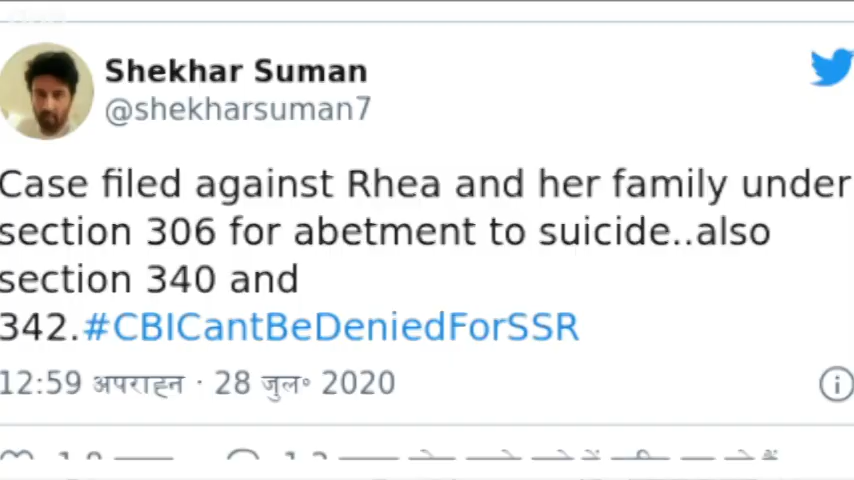 Shekhar Suman
@shekharsuman7
Case filed against Rhea and her family under
section 306 for abetment to suicide..also
section 340 and
342.#CBICantBeDeniedForSSR
12:59 अपराह्न · 28 जुल॰ 2020